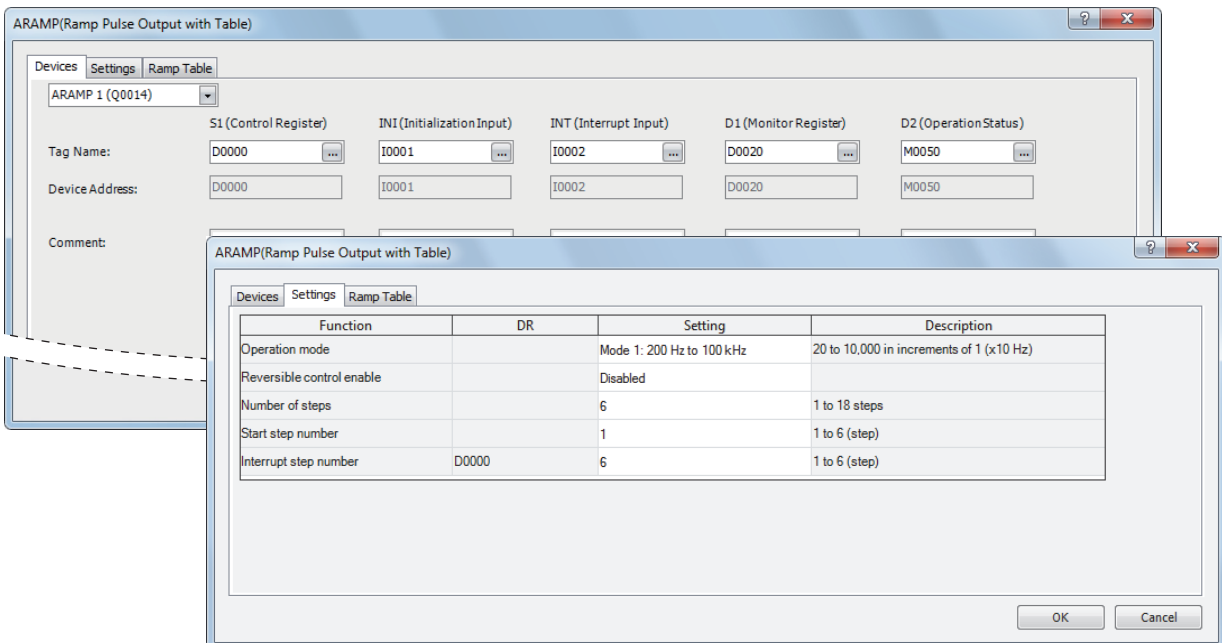 ARAMP(Ramp Pulse Output with Table)
Devices Settings Ramp Table
ARAMP 1 (Q0014)
S1 (Control Register) INI (Initialization Input) INT (Interrupt Input) D1 (Monitor Register) D2 (Operation Status)
Tag Name: D0000 ... I0001 ... I0002 ... D0020 ... M0050 ...
Device Address: D0000 I0001 I0002 D0020 M0050
Comment:
ARAMP(Ramp Pulse Output with Table)
Devices Settings Ramp Table
Function DR Setting Description
Operation mode Mode 1: 200 Hz to 100 kHz 20 to 10,000 in increments of 1 (x10 Hz)
Reversible control enable Disabled
Number of steps 6 1 to 18 steps
Start step number 1 1 to 6 (step)
Interrupt step number D0000 6 1 to 6 (step)
OK Cancel